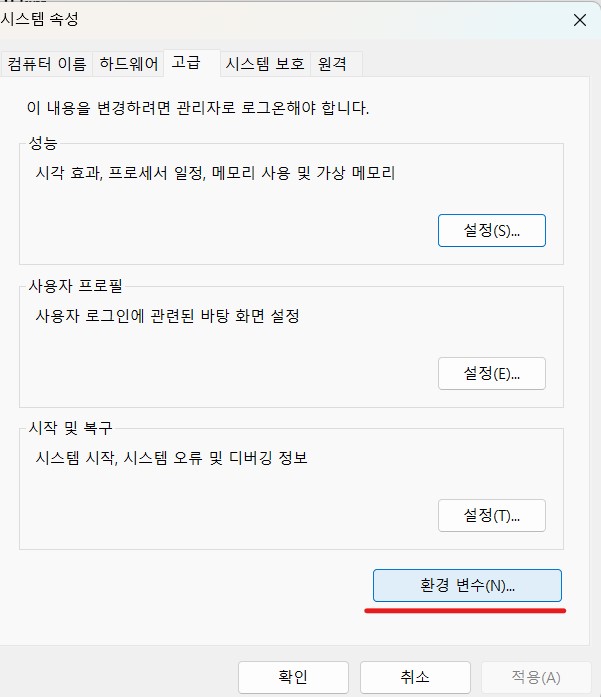 시스템 속성
컴퓨터 이름 하드웨어 고급 시스템 보호 원격
이 내용을 변경하려면 관리자로 로그온해야 합니다.
성능
시각 효과, 프로세서 일정, 메모리 사용 및 가상 메모리
설정(S)...
사용자 프로필
사용자 로그인에 관련된 바탕 화면 설정
설정(E)...
시작 및 복구
시스템 시작, 시스템 오류 및 디버깅 정보
설정(T)...
환경 변수(N)...
확인 취소 적용(A)